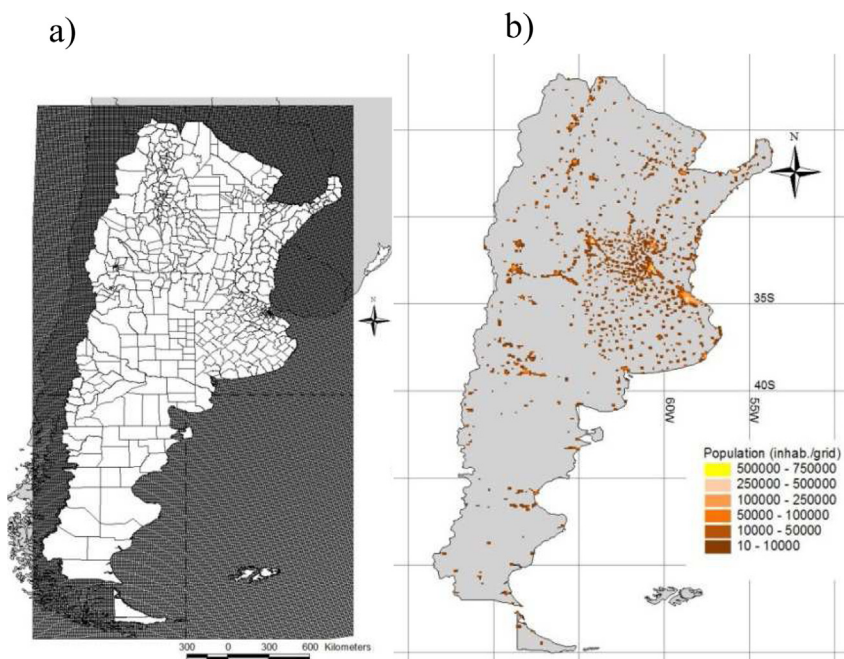 a)
b)
N
N
35S
40S
60W
55W
Population (inhab./grid)
500000 - 750000
250000 - 500000
100000 - 250000
50000 - 100000
10000 - 50000
10 - 10000
300 0 300 600 Kilometers